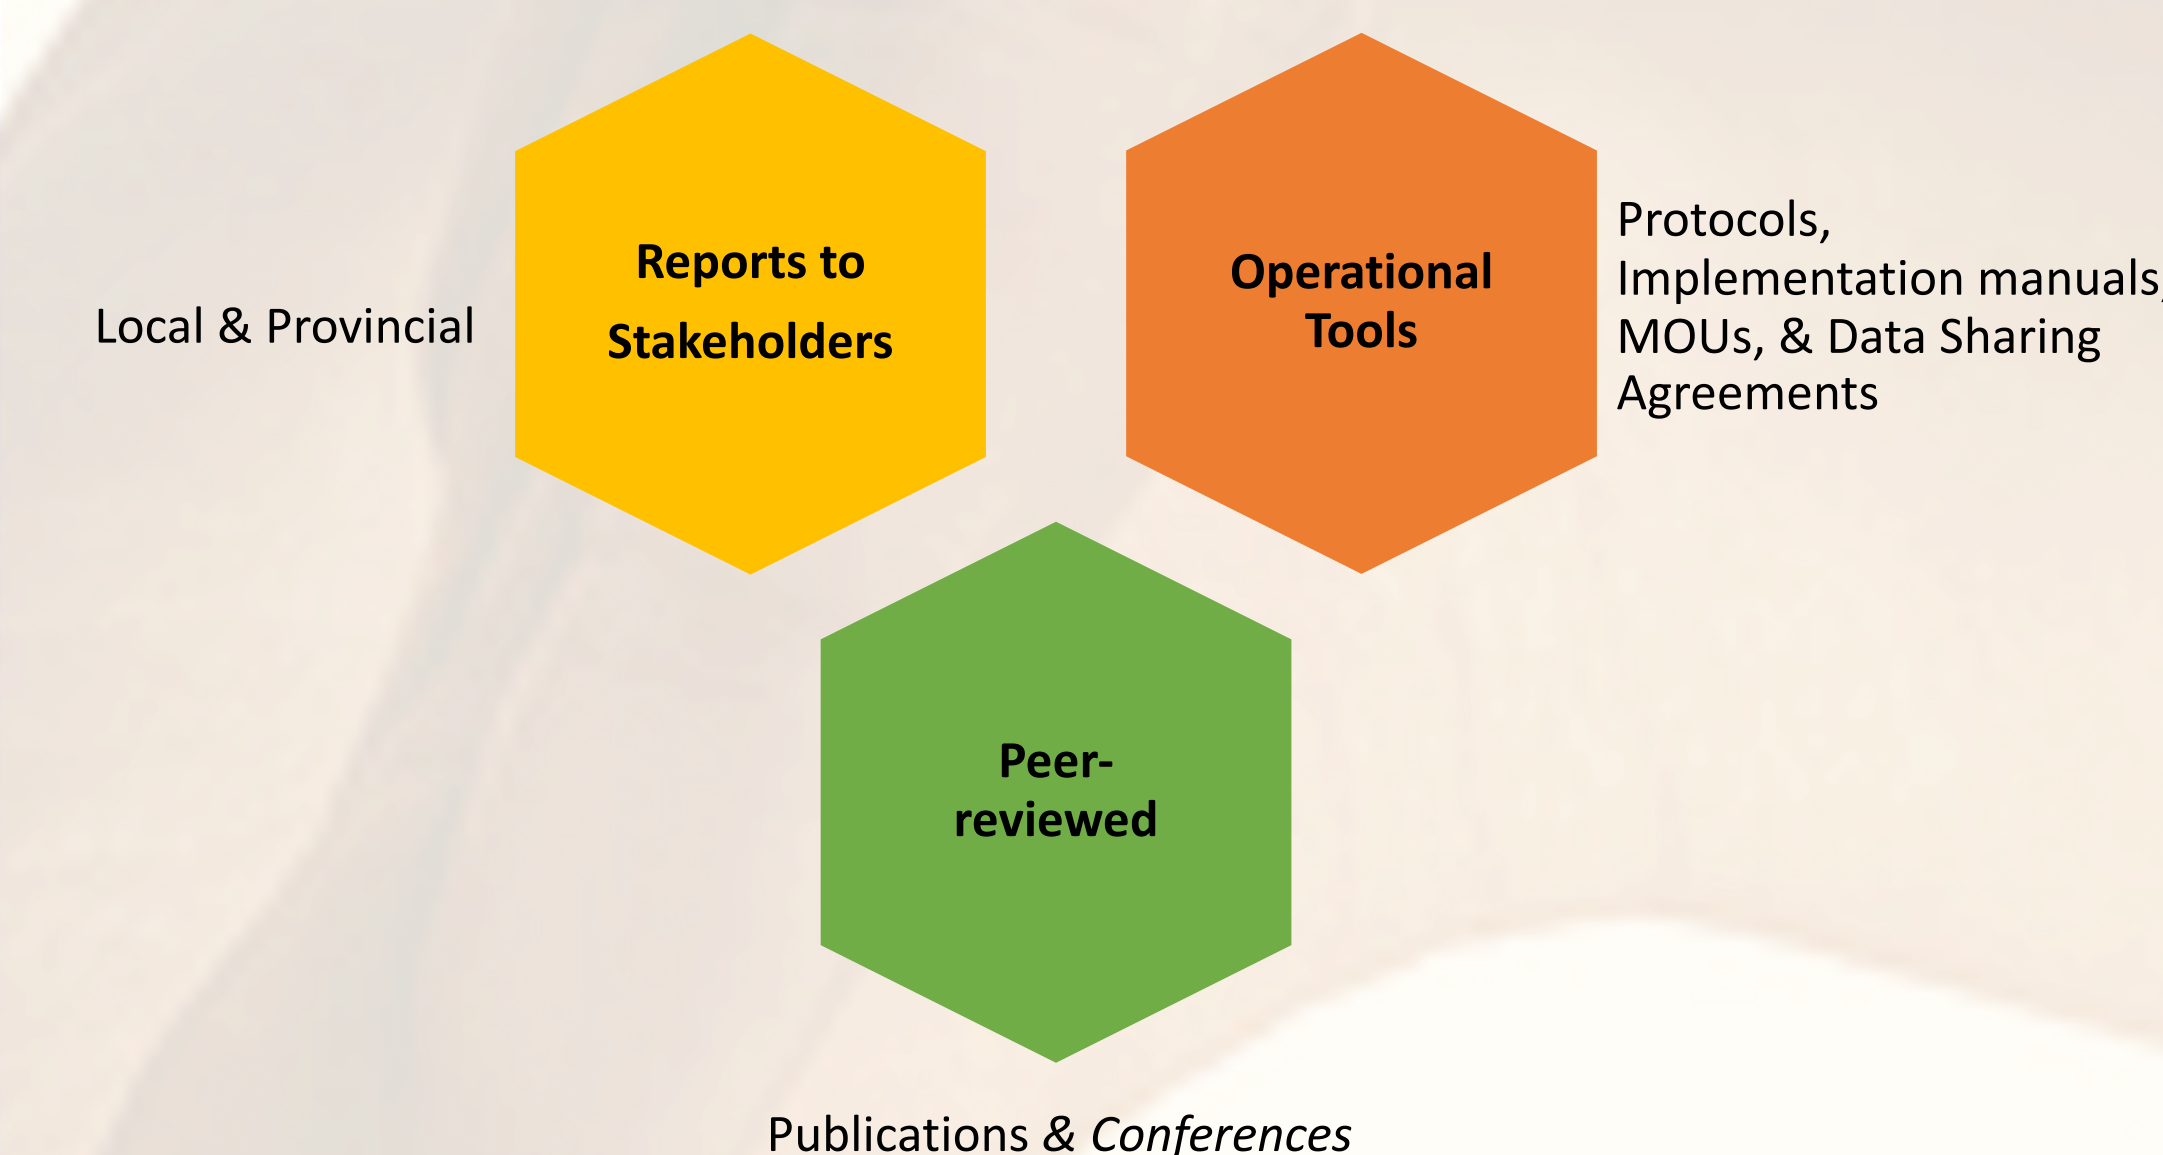 Local & Provincial
Reports to
Stakeholders
Operational
Tools
Protocols,
Implementation manuals,
MOUs, & Data Sharing
Agreements
Peer-
reviewed
Publications & Conferences